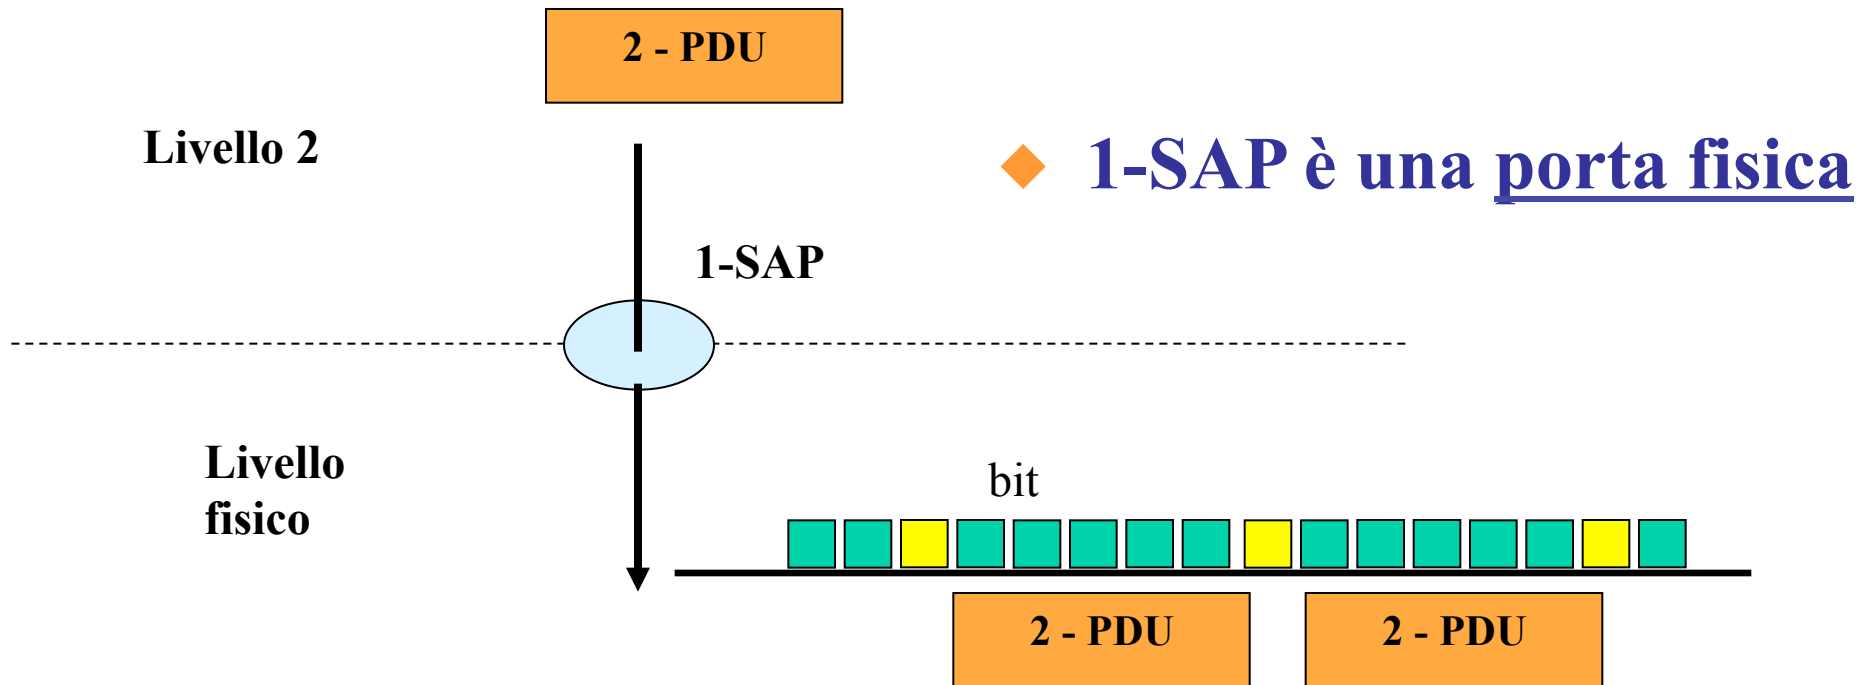 2 - PDU
Livello 2
1-SAP è una porta fisica
1-SAP
Livello
fisico
bit
2 - PDU
2 - PDU